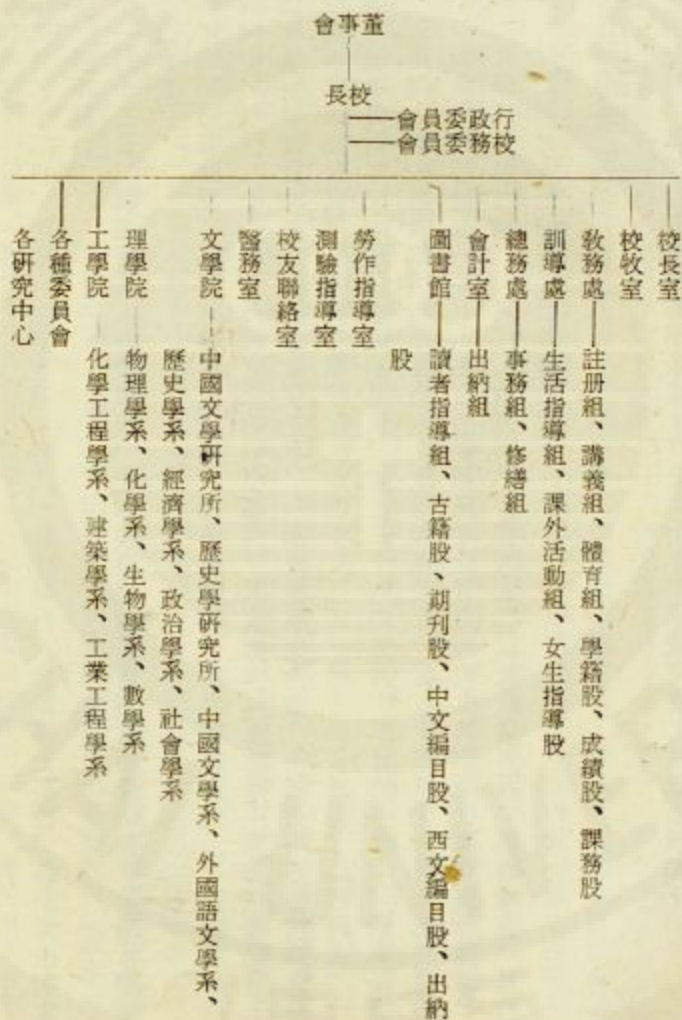 董事會
校長
行政委員會
校務委員會
校長室
校牧室
教務處
註册組、講義組、體育組、學籍股、成績股、課務股
訓導處
生活指導組、課外活動組、女生指導股
總務處
事務組、修繕組
會計室
出納組
圖書館
讀者指導組、古籍股、期刊股、中文編目股、西文編目股、出納
股
勞作指導室
測驗指導室
校友聯絡室
醫務室
文學院
中國文學研究所、歷史學研究所、中國文學系、外國語文學系、
歷史學系、經濟學系、政治學系、社會學系
理學院
物理學系、化學系、生物學系、數學系
工學院
化學工程學系、建築學系、工業工程學系
各種委員會
各研究中心